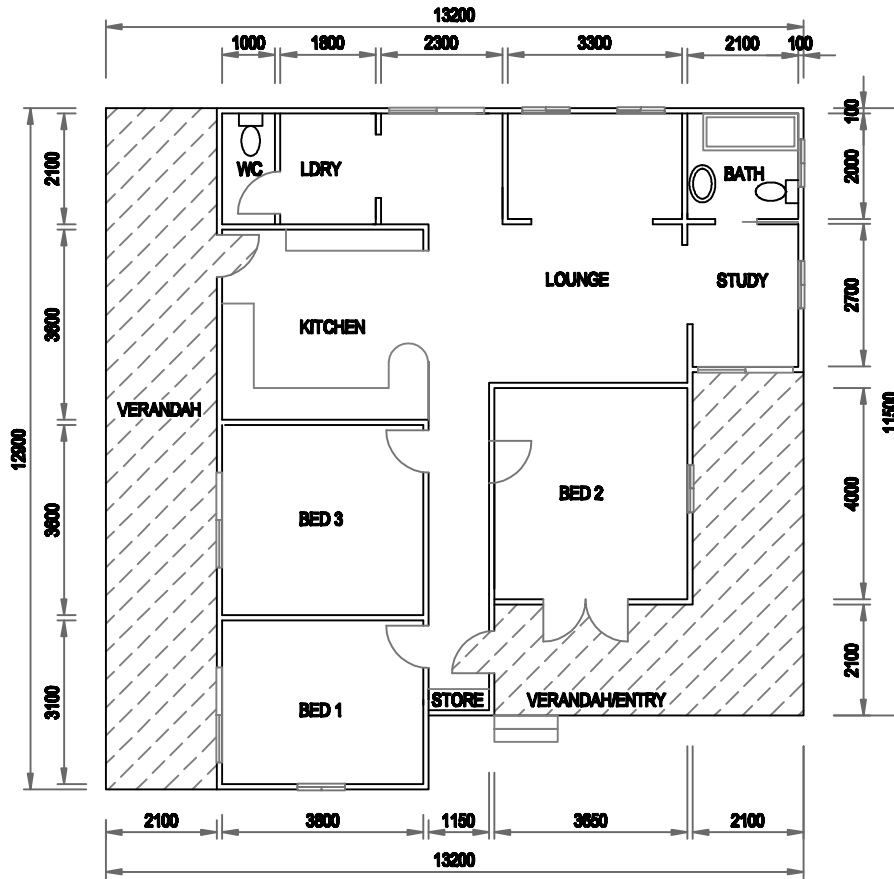 13200
1000 1800 2300 3300 2100 100
100
2100
WC LDRY BATH
2000
3600
LOUNGE STUDY
2700
KITCHEN
VERANDAH
11500
12900
3600
BED 3
BED 2
4000
3100
BED 1
STORE VERANDAH/ENTRY
2100
2100 3800 1150 3650 2100
13200